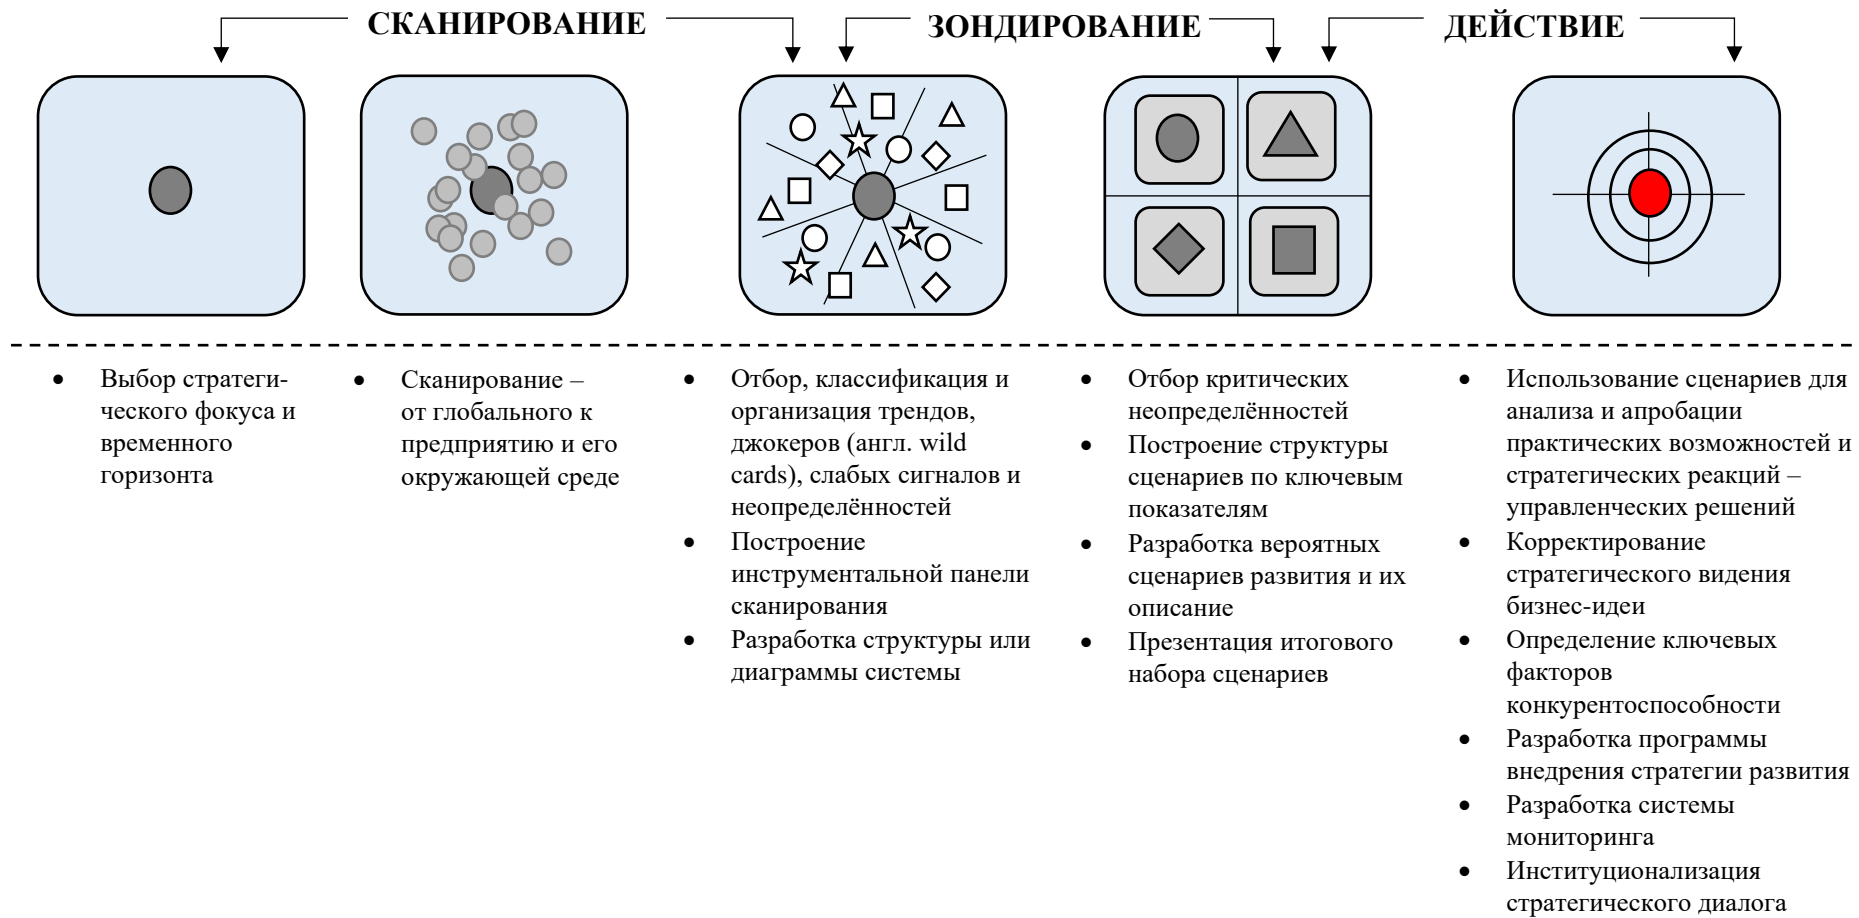 СКАНИРОВАНИЕ
ЗОНДИРОВАНИЕ
ДЕЙСТВИЕ
• Выбор стратеги-
ческого фокуса и
временного
горизонта
• Сканирование –
от глобального к
предприятию и его
окружающей среде
• Отбор, классификация и
организация трендов,
джокеров (англ. wild
cards), слабых сигналов и
неопределённостей
• Построение
инструментальной панели
сканирования
• Разработка структуры или
диаграммы системы
• Отбор критических
неопределённостей
• Построение структуры
сценариев по ключевым
показателям
• Разработка вероятных
сценариев развития и их
описание
• Презентация итогового
набора сценариев
• Использование сценариев для
анализа и апробации
практических возможностей и
стратегических реакций –
управленческих решений
• Корректирование
стратегического видения
бизнес-идеи
• Определение ключевых
факторов
конкурентоспособности
• Разработка программы
внедрения стратегии развития
• Разработка системы
мониторинга
• Институционализация
стратегического диалога